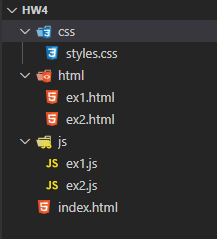 HW4
css
styles.css
html
ex1.html
ex2.html
js
JS ex1.js
JS ex2.js
index.html